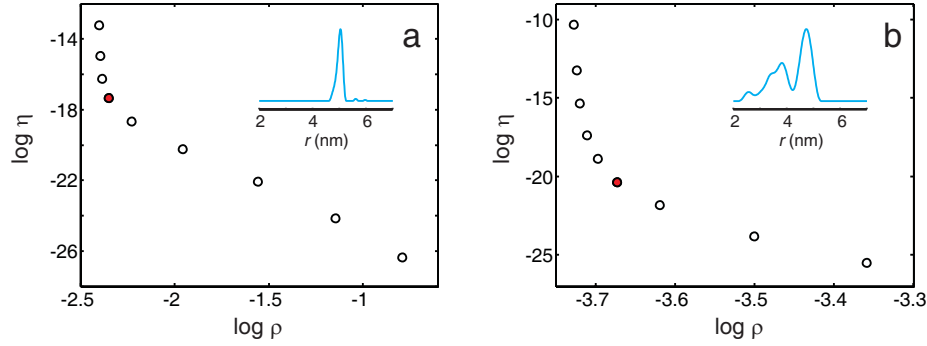 a
-14
-18
-22
-26
log η
-2.5 -2 -1.5 -1
log ρ
2 4 6
r (nm)
b
-10
-15
-20
-25
log η
-3.7 -3.6 -3.5 -3.4 -3.3
log ρ
2 4 6
r (nm)